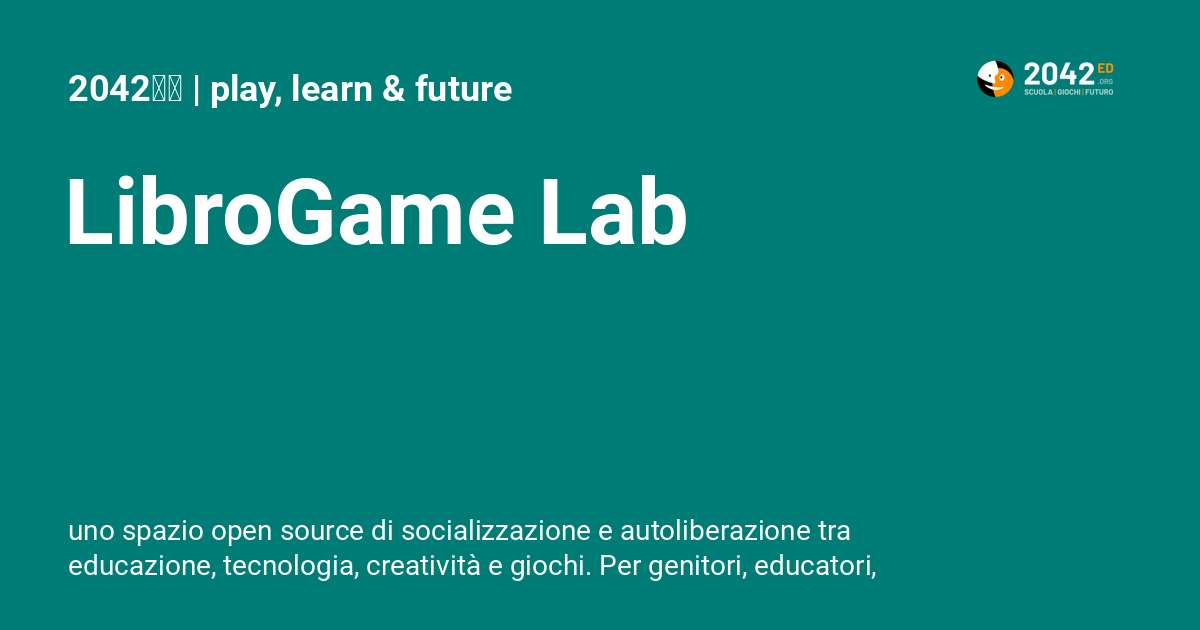 2042 | play, learn & future
2042 ED
.ORG
SCUOLA | GIOCHI | FUTURO
LibroGame Lab
uno spazio open source di socializzazione e autoliberazione tra
educazione, tecnologia, creatività e giochi. Per genitori, educatori,